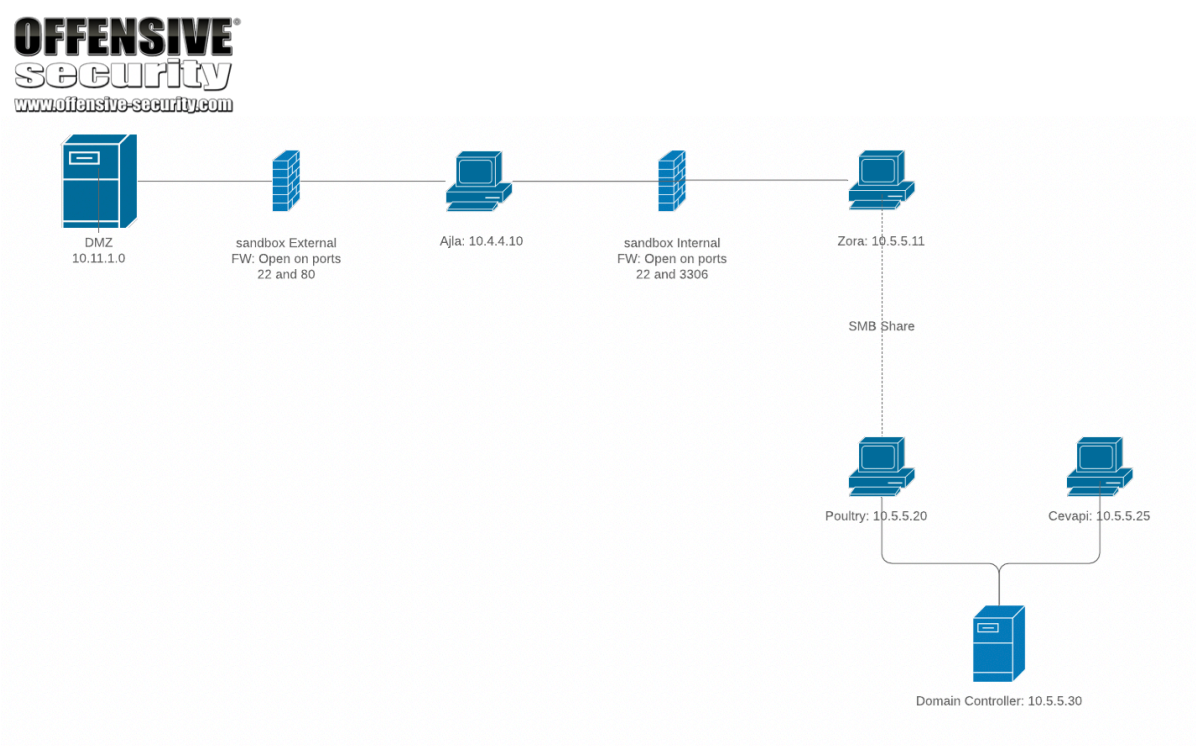 OFFENSIVE®
security
www.offensive-security.com
DMZ
10.11.1.0
sandbox External
FW: Open on ports
22 and 80
Ajla: 10.4.4.10
sandbox Internal
FW: Open on ports
22 and 3306
Zora: 10.5.5.11
SMB Share
Poultry: 10.5.5.20
Cevapi: 10.5.5.25
Domain Controller: 10.5.5.30